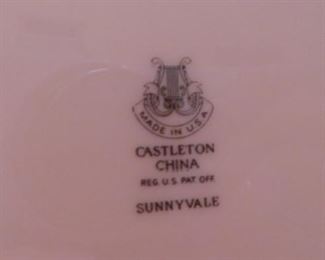 MADE IN U.S.A
CASTLETON
CHINA
REG. U.S. PAT. OFF.
SUNNYVALE